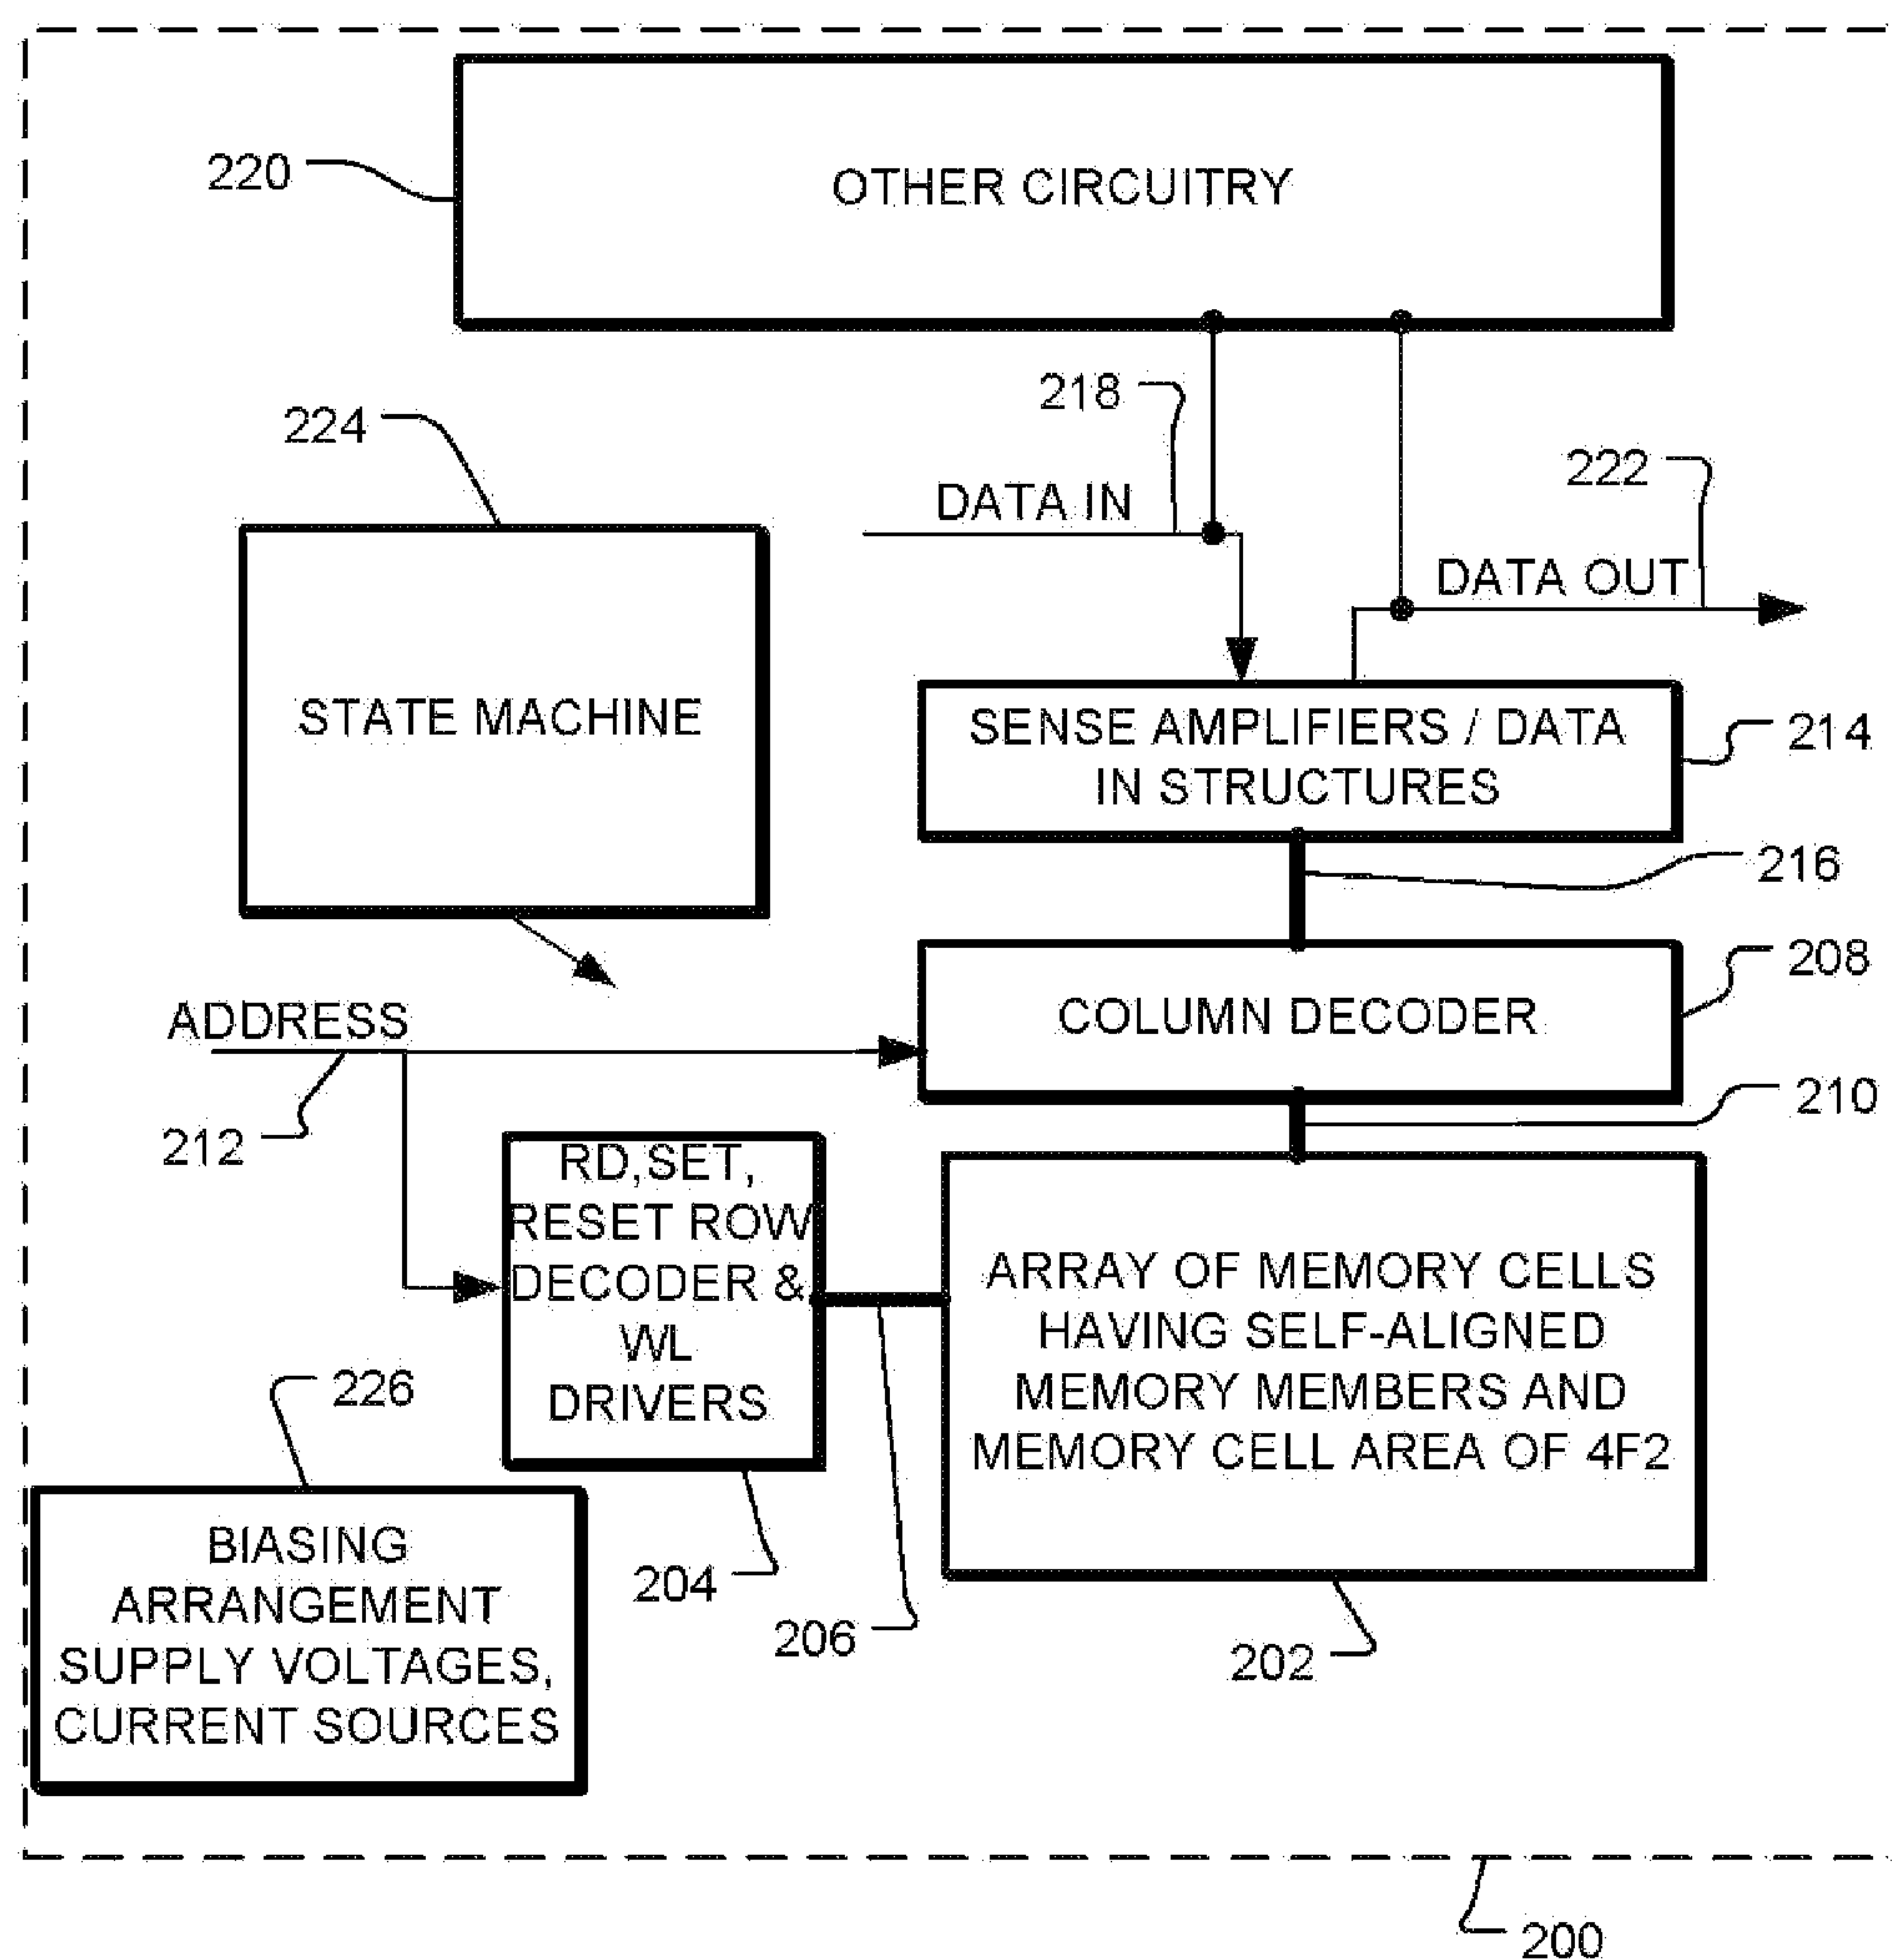 220
OTHER CIRCUITRY
218
224
222
DATA IN
DATA OUT
STATE MACHINE
SENSE AMPLIFIERS / DATA
IN STRUCTURES
214
216
208
ADDRESS
COLUMN DECODER
210
212
RD,SET,
RESET ROW
DECODER &
WL
DRIVERS
ARRAY OF MEMORY CELLS
HAVING SELF-ALIGNED
MEMORY MEMBERS AND
MEMORY CELL AREA OF 4F2
226
BIASING
ARRANGEMENT
SUPPLY VOLTAGES,
CURRENT SOURCES
204
206
202
200